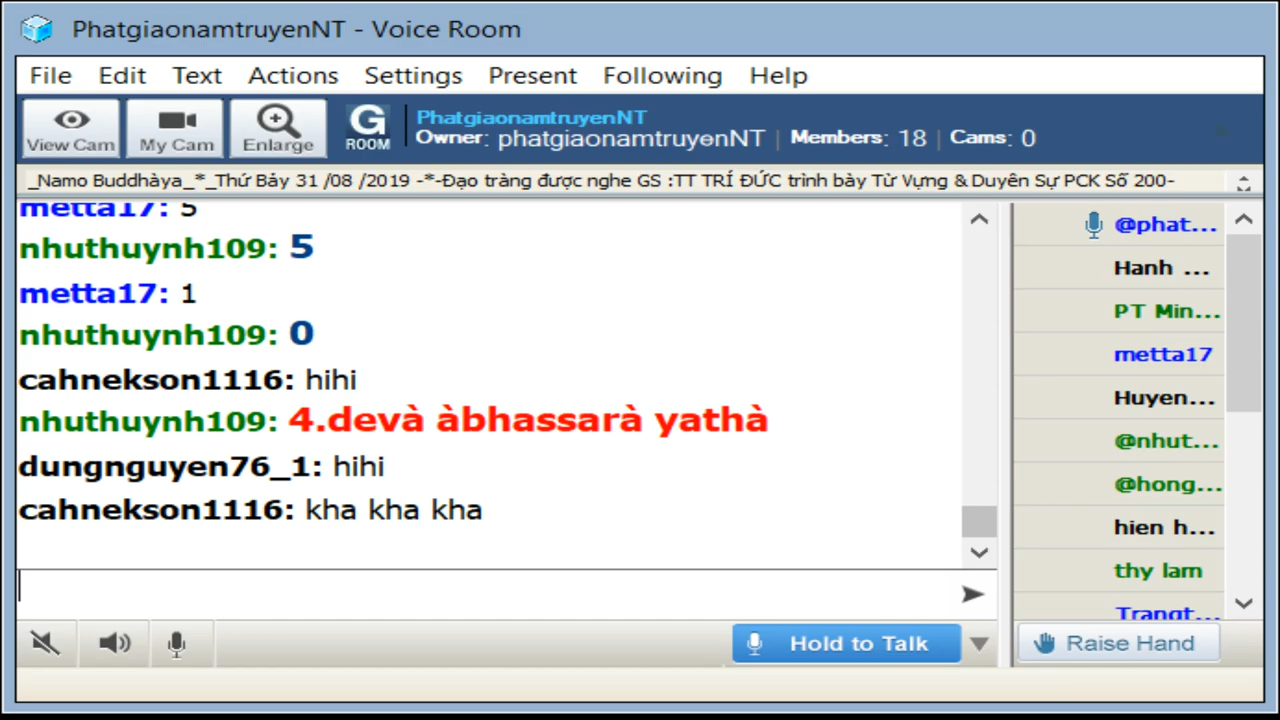 PhatgiaonamtruyenNT - Voice Room
File Edit Text Actions Settings Present Following Help
View Cam My Cam Enlarge G ROOM
PhatgiaonamtruyenNT
Owner: phatgiaonamtruyenNT | Members: 18 | Cams: 0
_Namo Buddhàya_*_Thứ Bảy 31 /08 /2019 -*-Đạo tràng được nghe GS :TT TRÍ ĐỨC trình bày Từ Vựng & Duyên Sự PCK Số 200-
metta17: 5
nhuthuynh109: 5
metta17: 1
nhuthuynh109: 0
cahnekson1116: hihi
nhuthuynh109: 4.devà àbhassarà yathà
dungnguyen76_1: hihi
cahnekson1116: kha kha kha
@phat...
Hanh ...
PT Min...
metta17
Huyen...
@nhut...
@hong...
hien h...
thy lam
Trangt...
Hold to Talk
Raise Hand